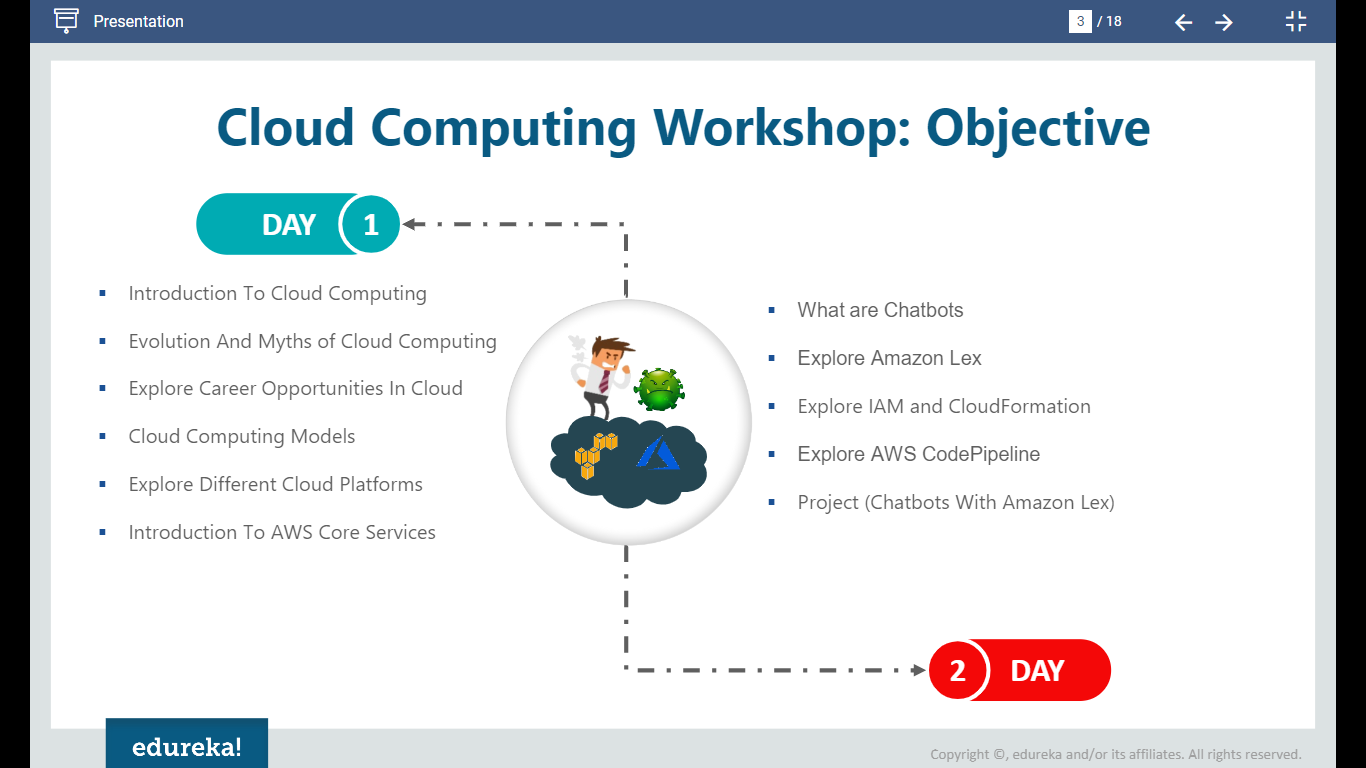 Presentation
3 / 18
Cloud Computing Workshop: Objective
DAY 1
Introduction To Cloud Computing
Evolution And Myths of Cloud Computing
Explore Career Opportunities In Cloud
Cloud Computing Models
Explore Different Cloud Platforms
Introduction To AWS Core Services
What are Chatbots
Explore Amazon Lex
Explore IAM and CloudFormation
Explore AWS CodePipeline
Project (Chatbots With Amazon Lex)
2 DAY
edureka!
Copyright ©, edureka and/or its affiliates. All rights reserved.